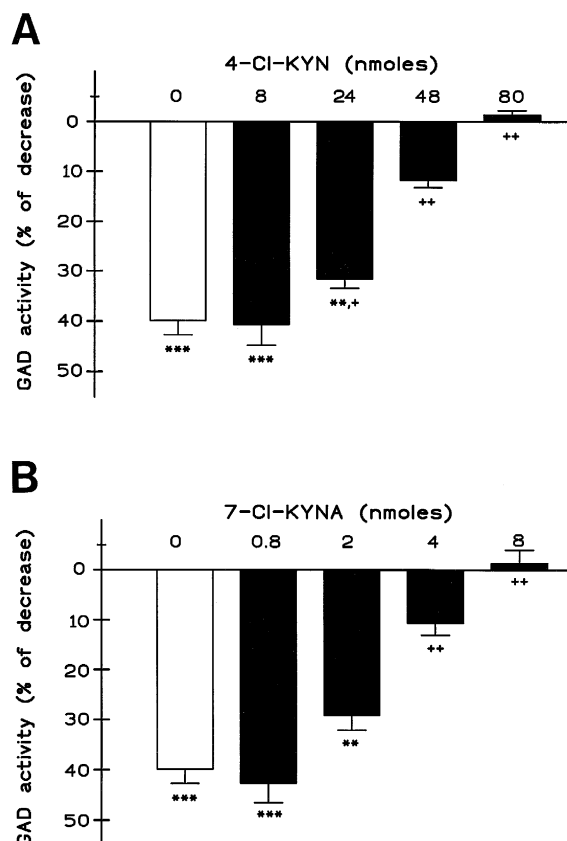 A
4-Cl-KYN (nmoles)
0 8 24 48 80
GAD activity (% of decrease)
0
10
20
30
40
50
***
***
**,+
++
++
B
7-Cl-KYNA (nmoles)
0 0.8 2 4 8
GAD activity (% of decrease)
0
10
20
30
40
50
***
***
**
++
++